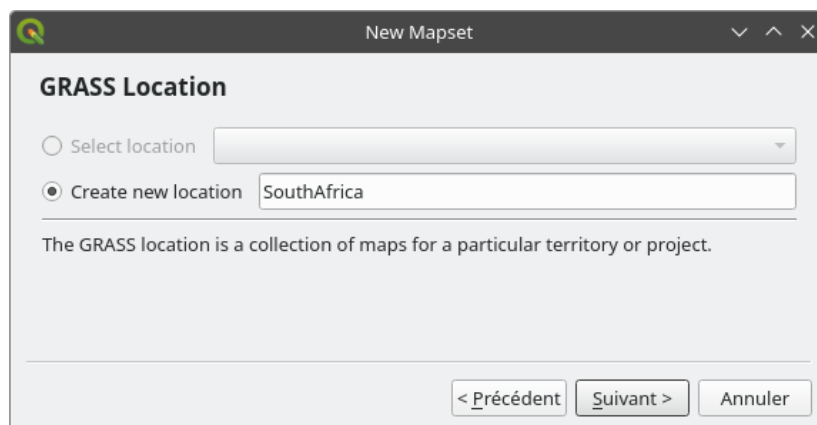 New Mapset
GRASS Location
Select location
Create new location SouthAfrica
The GRASS location is a collection of maps for a particular territory or project.
< Précédent Suivant > Annuler